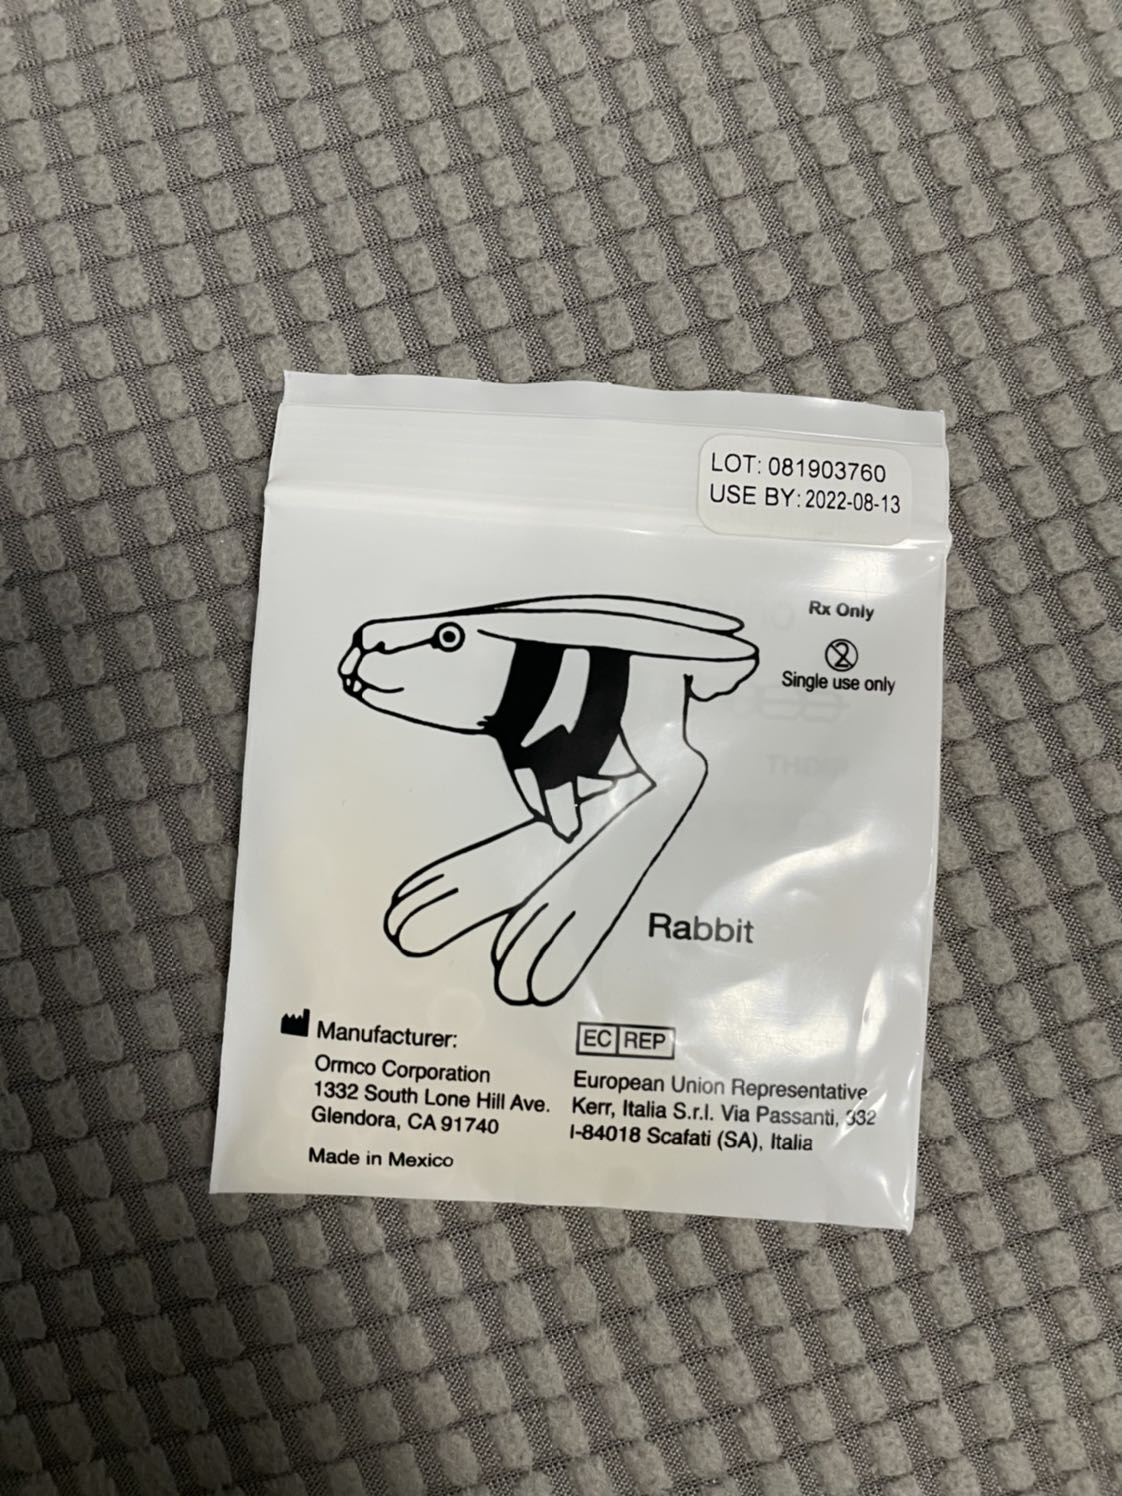 LOT: 081903760
USE BY: 2022-08-13
Rx Only
2
Single use only
Rabbit
Manufacturer:
Ormco Corporation
1332 South Lone Hill Ave.
Glendora, CA 91740
Made in Mexico
EC REP
European Union Representative
Kerr, Italia S.r.l. Via Passanti, 332
I-84018 Scafati (SA), Italia